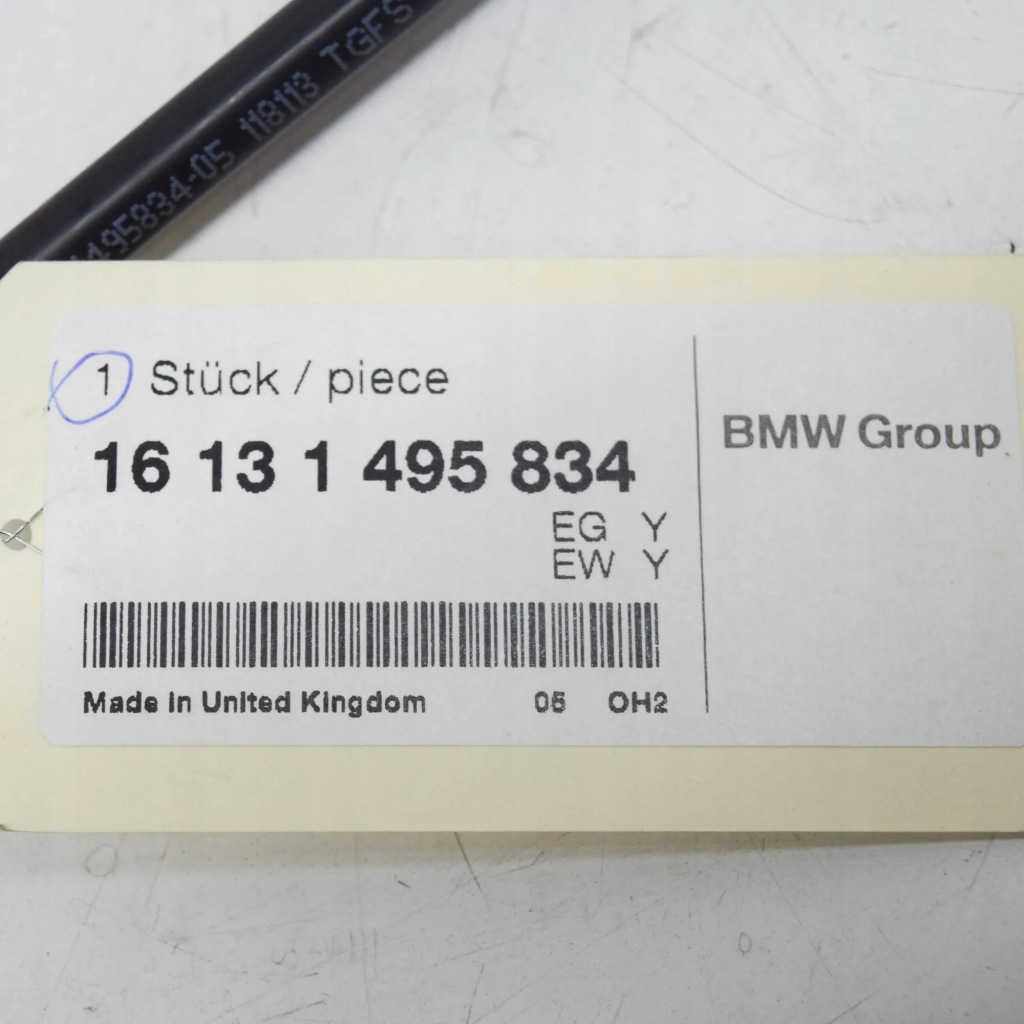 1495834-05 118113 TGFS
1 Stück / piece
16 13 1 495 834
EG Y
EW Y
Made in United Kingdom 05 OH2
BMW Group